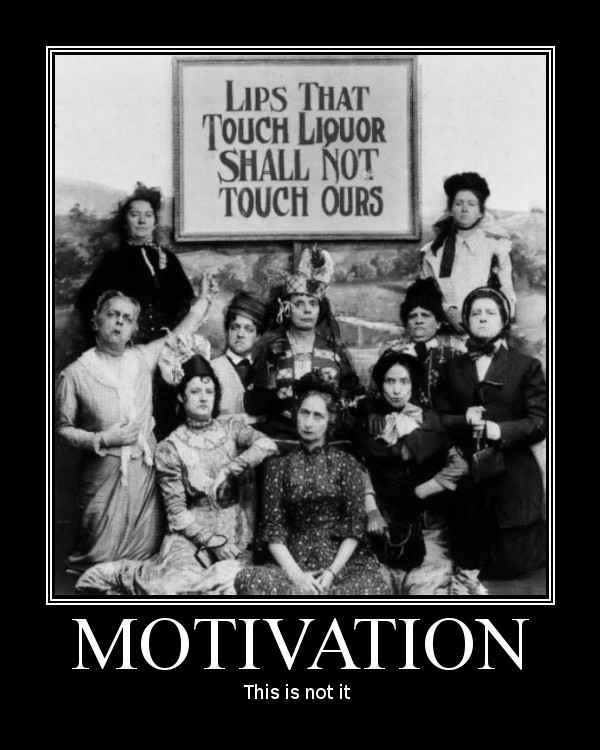 LIPS THAT
TOUCH LIQUOR
SHALL NOT
TOUCH OURS
MOTIVATION
This is not it